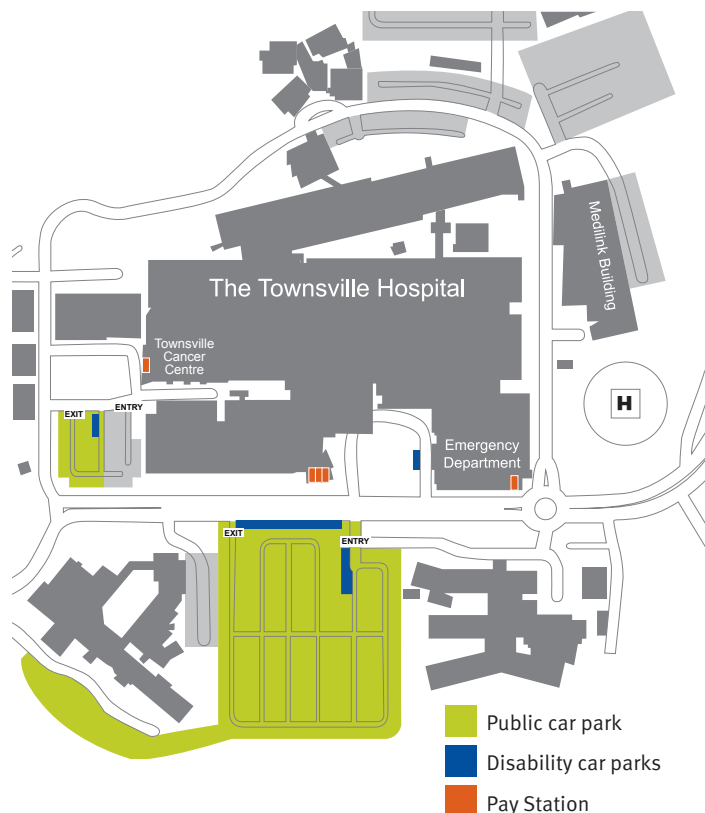 The Townsville Hospital
Medilink Building
Townsville
Cancer
Centre
H
EXIT
ENTRY
Emergency
Department
EXIT
ENTRY
Public car park
Disability car parks
Pay Station